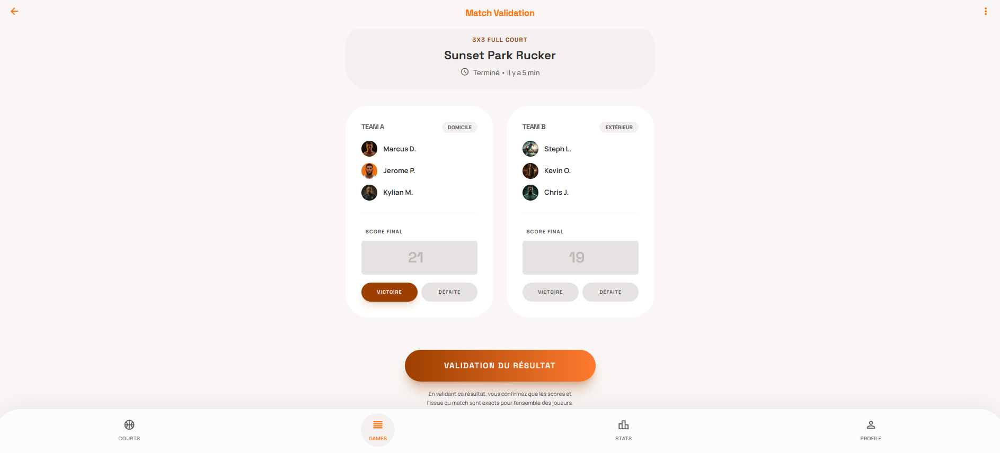 Match Validation
3X3 FULL COURT
Sunset Park Rucker
Terminé • il y a 5 min
TEAM A
DOMICILE
Marcus D.
Jerome P.
Kylian M.
SCORE FINAL
21
VICTOIRE
DÉFAITE
TEAM B
EXTÉRIEUR
Steph L.
Kevin O.
Chris J.
SCORE FINAL
19
VICTOIRE
DÉFAITE
VALIDATION DU RÉSULTAT
En validant ce résultat, vous confirmez que les scores et
l'issue du match sont exacts pour l'ensemble des joueurs.
COURTS
GAMES
STATS
PROFILE